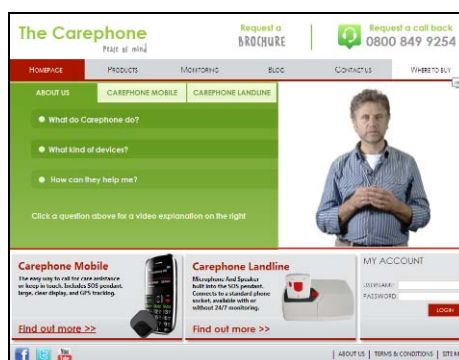 The Carephone
Peace of mind
Request a
BROCHURE
Request a call back
0800 849 9254
HOMEPAGE
PRODUCTS
MONITORING
BLOG
CONTACT US
WHERE TO BUY
ABOUT US
CAREPHONE MOBILE
CAREPHONE LANDLINE
What do Carephone do?
What kind of devices?
How can they help me?
Click a question above for a video explanation on the right
Carephone Mobile
The easy way to call for care assistance
or keep in touch. Includes SOS pendant,
large, clear display, and GPS tracking.
Find out more >>
Carephone Landline
Microphone And Speaker
built into the SOS pendant.
Connects to a standard phone
socket, available with or
without 24/7 monitoring.
Find out more >>
MY ACCOUNT
USERNAME:
PASSWORD:
LOGIN
You
Tube
| ABOUT US | TERMS & CONDITIONS | SITE M